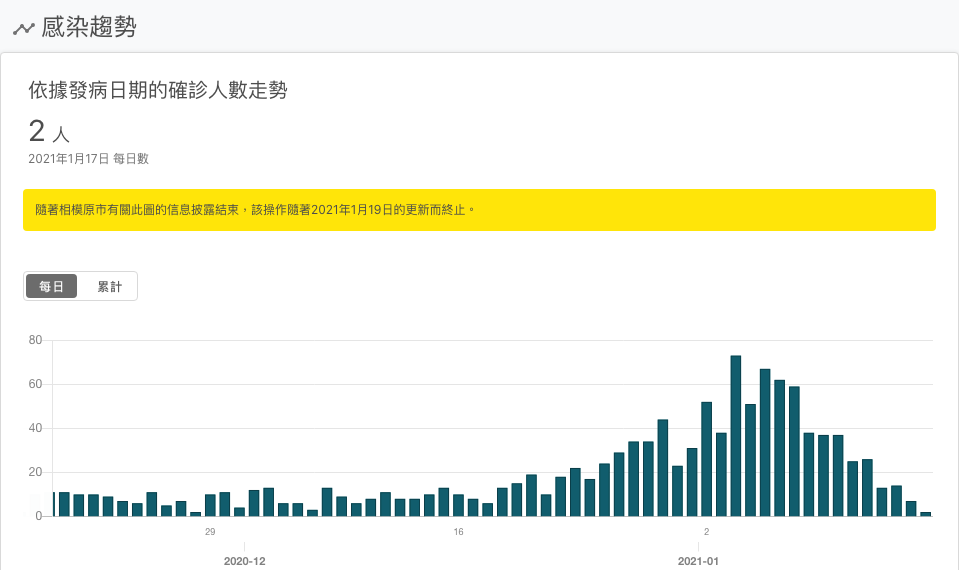 感染趨勢
依據發病日期的確診人數走勢
2 人
2021年1月17日 每日數
隨著相模原市有關此圖的信息披露結束，該操作隨著2021年1月19日的更新而終止。
每日 累計
80
60
40
20
0
29 16 2
2020-12 2021-01